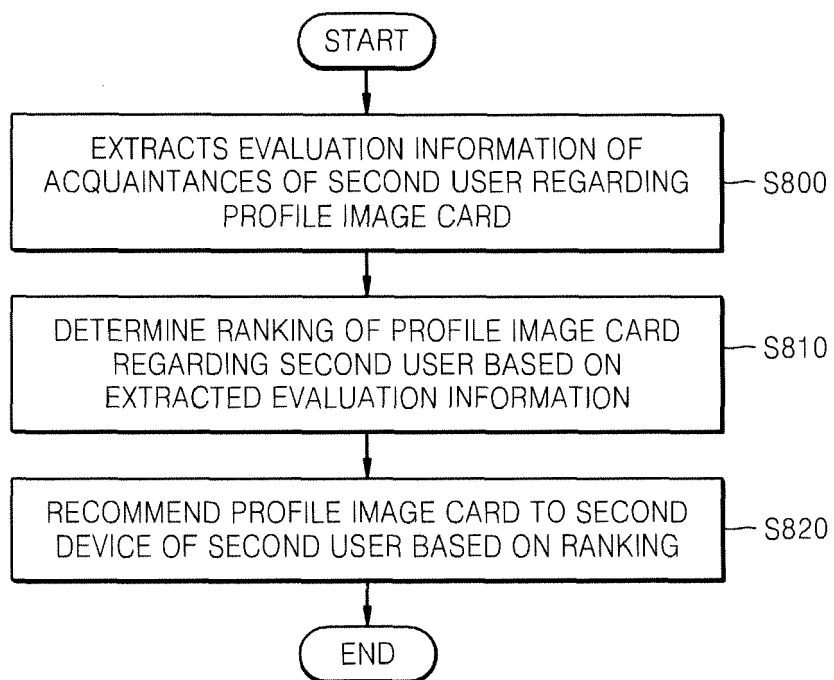 START
EXTRACTS EVALUATION INFORMATION OF
ACQUAINTANCES OF SECOND USER REGARDING
PROFILE IMAGE CARD
S800
DETERMINE RANKING OF PROFILE IMAGE CARD
REGARDING SECOND USER BASED ON
EXTRACTED EVALUATION INFORMATION
S810
RECOMMEND PROFILE IMAGE CARD TO SECOND
DEVICE OF SECOND USER BASED ON RANKING
S820
END